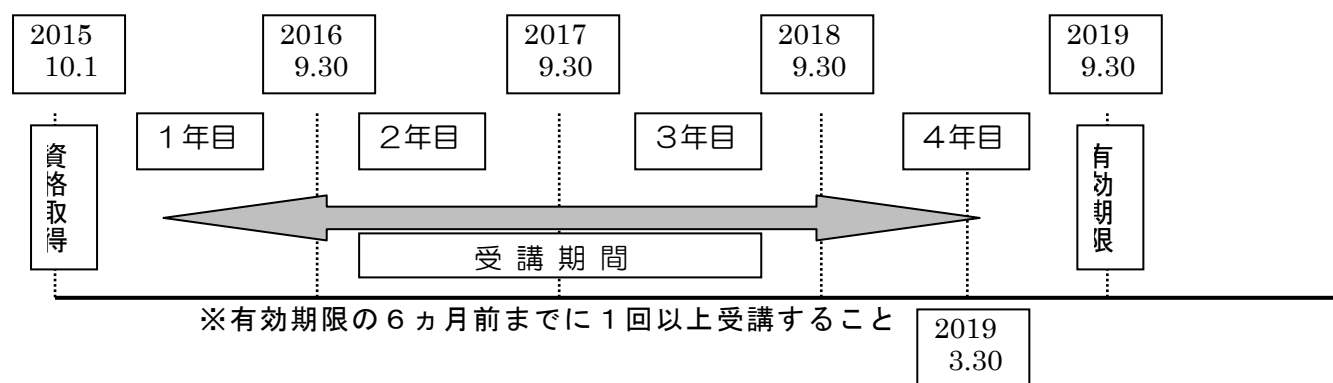 2015
10.1
2016
9.30
2017
9.30
2018
9.30
2019
9.30
資格取得
1年目
2年目
3年目
4年目
有効期限
受講期間
※有効期限の6ヵ月前までに1回以上受講すること
2019
3.30